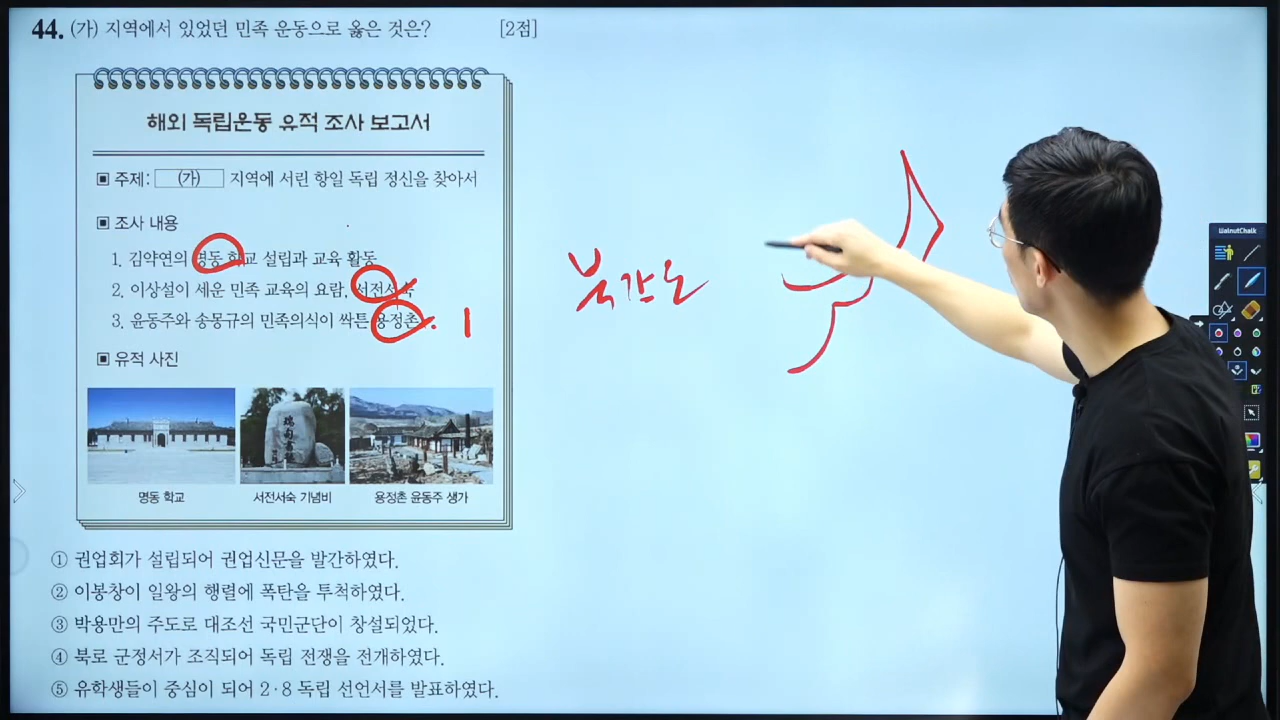 44. (가) 지역에서 있었던 민족 운동으로 옳은 것은? [2점]
해외 독립운동 유적 조사 보고서
▣ 주제: (가) 지역에 서린 항일 독립 정신을 찾아서
▣ 조사 내용
1. 김약연의 명동 학교 설립과 교육 활동
2. 이상설이 세운 민족 교육의 요람, 서전서숙
3. 윤동주와 송몽규의 민족의식이 싹튼 용정촌
1
북간도
▣ 유적 사진
명동 학교
서전서숙 기념비
용정촌 윤동주 생가
① 권업회가 설립되어 권업신문을 발간하였다.
② 이봉창이 일왕의 행렬에 폭탄을 투척하였다.
③ 박용만의 주도로 대조선 국민군단이 창설되었다.
④ 북로 군정서가 조직되어 독립 전쟁을 전개하였다.
⑤ 유학생들이 중심이 되어 2·8 독립 선언서를 발표하였다.
WalnutChalk